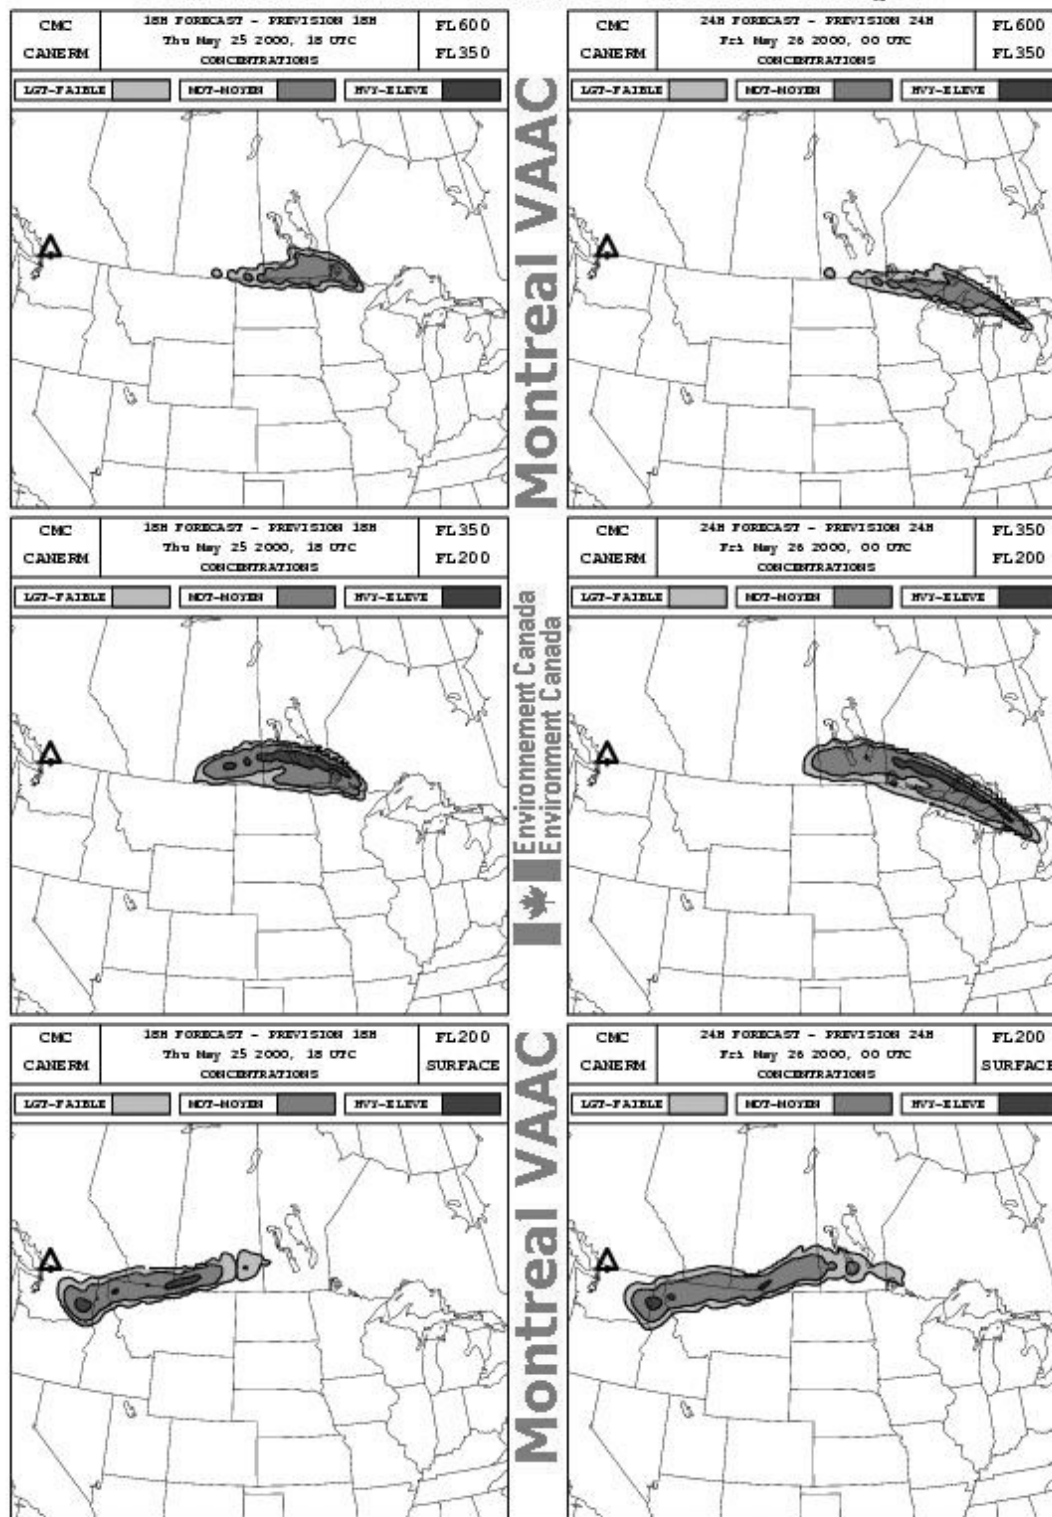 CMC
CANERM
18H FORECAST - PREVISION 18H
Thu May 25 2000, 18 UTC
CONCENTRATIONS
FL600
FL350
LGT-FAIBLE
MDT-MOYEN
HVY-ELEVE
CMC
CANERM
24H FORECAST - PREVISION 24H
Fri May 26 2000, 00 UTC
CONCENTRATIONS
FL600
FL350
LGT-FAIBLE
MDT-MOYEN
HVY-ELEVE
Montreal VAAC
CMC
CANERM
18H FORECAST - PREVISION 18H
Thu May 25 2000, 18 UTC
CONCENTRATIONS
FL350
FL200
LGT-FAIBLE
MDT-MOYEN
HVY-ELEVE
CMC
CANERM
24H FORECAST - PREVISION 24H
Fri May 26 2000, 00 UTC
CONCENTRATIONS
FL350
FL200
LGT-FAIBLE
MDT-MOYEN
HVY-ELEVE
Environnement Canada
Environment Canada
CMC
CANERM
18H FORECAST - PREVISION 18H
Thu May 25 2000, 18 UTC
CONCENTRATIONS
FL200
SURFACE
LGT-FAIBLE
MDT-MOYEN
HVY-ELEVE
CMC
CANERM
24H FORECAST - PREVISION 24H
Fri May 26 2000, 00 UTC
CONCENTRATIONS
FL200
SURFACE
LGT-FAIBLE
MDT-MOYEN
HVY-ELEVE
Montreal VAAC